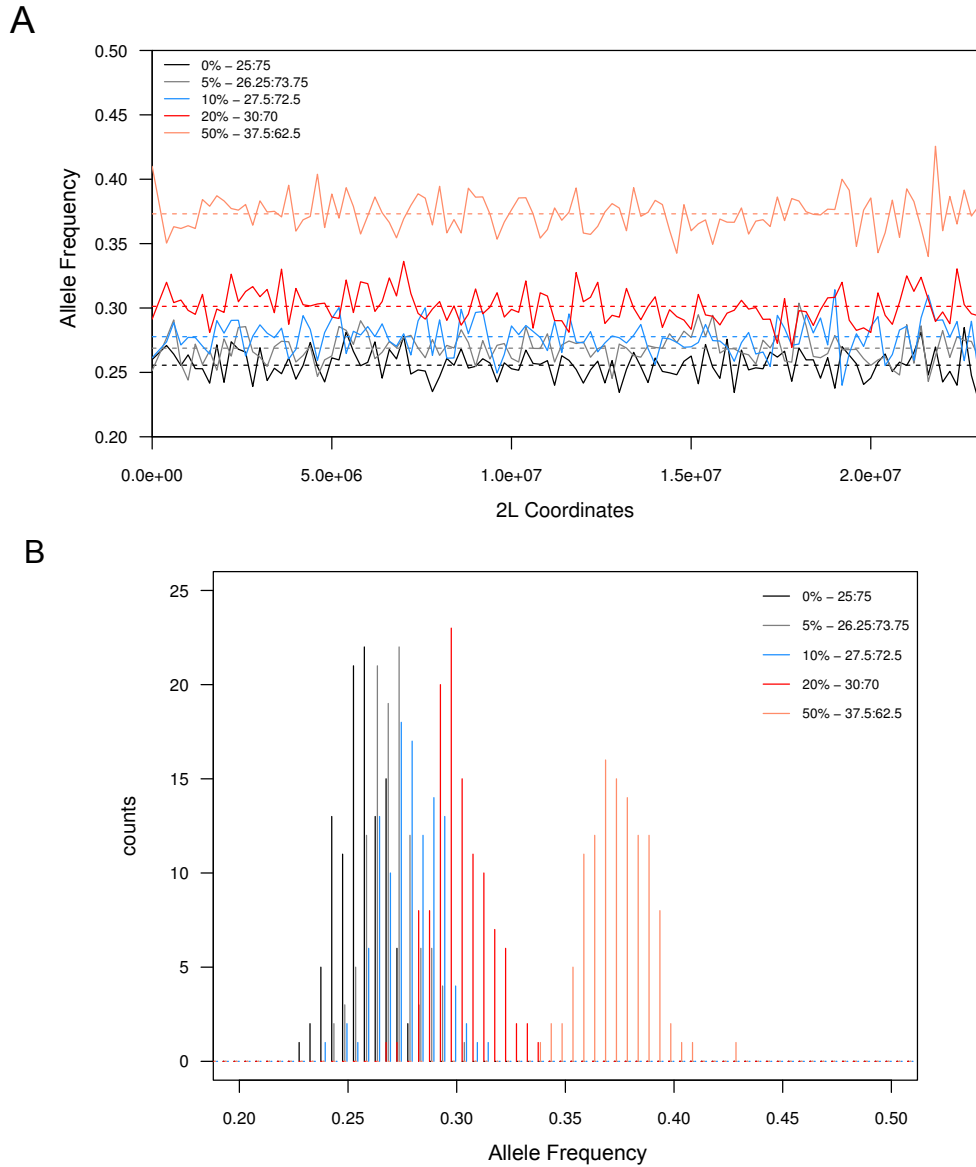 A
0.50
0.45
0.40
0.35
0.30
0.25
0.20
Allele Frequency
0% − 25:75
5% − 26.25:73.75
10% − 27.5:72.5
20% − 30:70
50% − 37.5:62.5
0.0e+00 5.0e+06 1.0e+07 1.5e+07 2.0e+07
2L Coordinates
B
25
20
15
10
5
0
counts
0% − 25:75
5% − 26.25:73.75
10% − 27.5:72.5
20% − 30:70
50% − 37.5:62.5
0.20 0.25 0.30 0.35 0.40 0.45 0.50
Allele Frequency